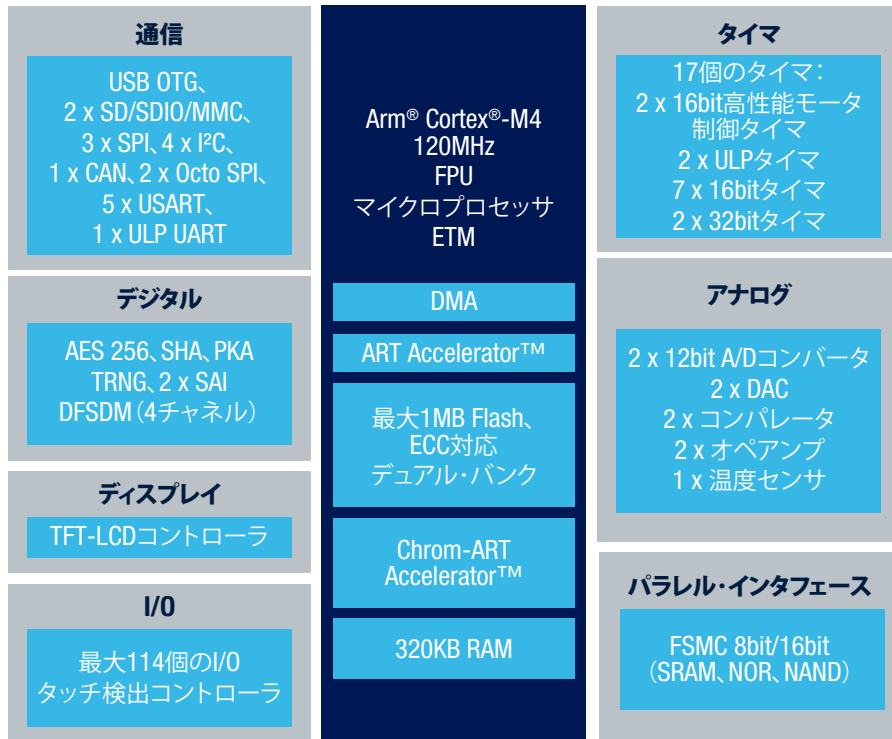 通信
USB OTG、
2 x SD/SDIO/MMC、
3 x SPI、4 x I²C、
1 x CAN、2 x Octo SPI、
5 x USART、
1 x ULP UART
デジタル
AES 256、SHA、PKA
TRNG、2 x SAI
DFSDM（4チャネル）
ディスプレイ
TFT-LCDコントローラ
I/O
最大114個のI/O
タッチ検出コントローラ
Arm® Cortex®-M4
120MHz
FPU
マイクロプロセッサ
ETM
DMA
ART Accelerator™
最大1MB Flash、
ECC対応
デュアル・バンク
Chrom-ART
Accelerator™
320KB RAM
タイマ
17個のタイマ：
2 x 16bit高性能モータ
制御タイマ
2 x ULPタイマ
7 x 16bitタイマ
2 x 32bitタイマ
アナログ
2 x 12bit A/Dコンバータ
2 x DAC
2 x コンパレータ
2 x オペアンプ
1 x 温度センサ
パラレル・インタフェース
FSMC 8bit/16bit
（SRAM、NOR、NAND）